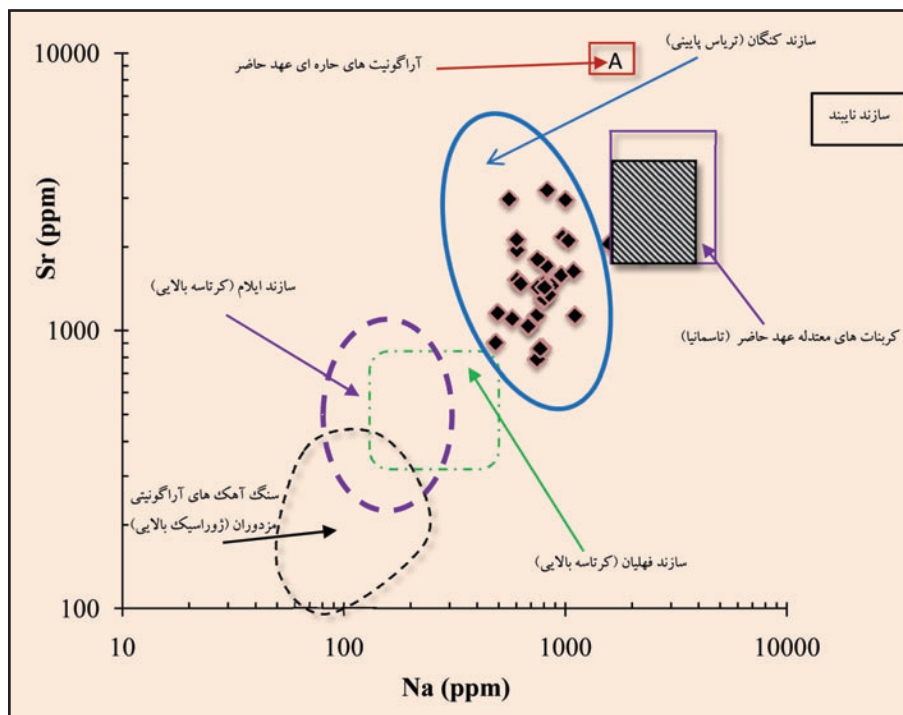 سازند کنگان (تریاس پایینی)
آراگونیت های حاره ای عهد حاضر
A
سازند نایبند
10000
1000
100
Sr (ppm)
سازند ایلام (کرتاسه بالایی)
کربنات های معتدله عهد حاضر (تاسمانیا)
سنگ آهک های آراگونیتی
مزدوران (ژوراسیک بالایی)
سازند فهلیان (کرتاسه بالایی)
10
100
1000
10000
Na (ppm)